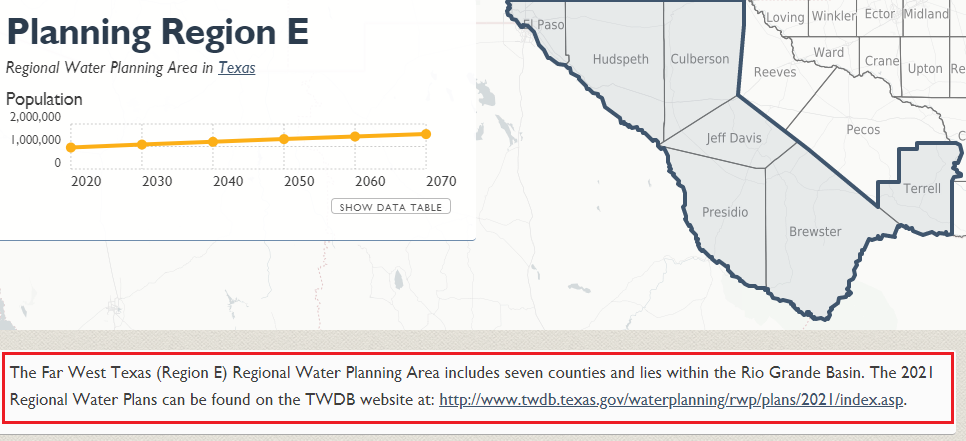 Planning Region E
Regional Water Planning Area in Texas
Population
2,000,000
1,000,000
0
2020 2030 2040 2050 2060 2070
SHOW DATA TABLE
El Paso
Hudspeth
Culberson
Reeves
Loving
Winkler
Ector
Midland
Ward
Crane
Upton
Re
Jeff Davis
Pecos
C
Terrell
Presidio
Brewster
The Far West Texas (Region E) Regional Water Planning Area includes seven counties and lies within the Rio Grande Basin. The 2021
Regional Water Plans can be found on the TWDB website at: http://www.twdb.texas.gov/waterplanning/rwp/plans/2021/index.asp.